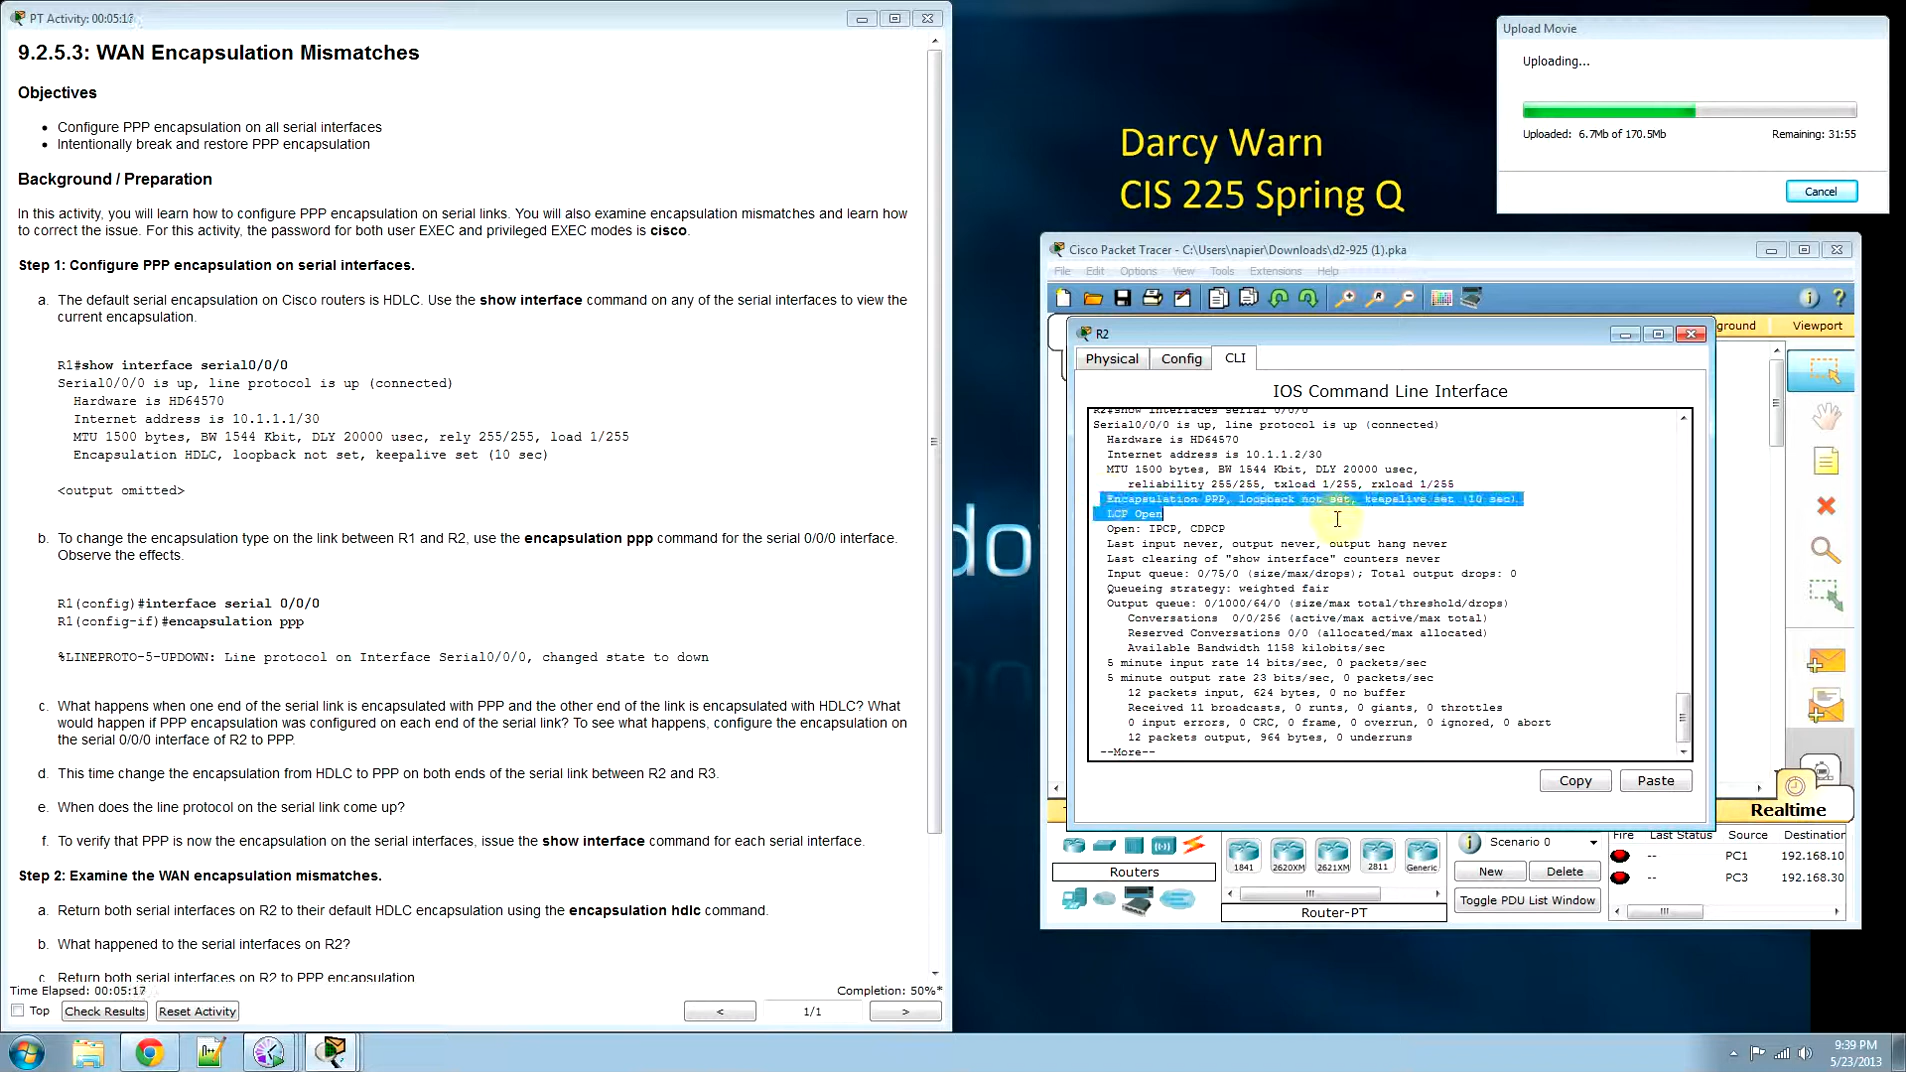 PT Activity: 00:05:18
9.2.5.3: WAN Encapsulation Mismatches
Objectives
• Configure PPP encapsulation on all serial interfaces
• Intentionally break and restore PPP encapsulation
Background / Preparation
In this activity, you will learn how to configure PPP encapsulation on serial links. You will also examine encapsulation mismatches and learn how
to correct the issue. For this activity, the password for both user EXEC and privileged EXEC modes is cisco.
Step 1: Configure PPP encapsulation on serial interfaces.
a. The default serial encapsulation on Cisco routers is HDLC. Use the show interface command on any of the serial interfaces to view the
current encapsulation.
R1#show interface serial0/0/0
Serial0/0/0 is up, line protocol is up (connected)
Hardware is HD64570
Internet address is 10.1.1.1/30
MTU 1500 bytes, BW 1544 Kbit, DLY 20000 usec, rely 255/255, load 1/255
Encapsulation HDLC, loopback not set, keepalive set (10 sec)
<output omitted>
b. To change the encapsulation type on the link between R1 and R2, use the encapsulation ppp command for the serial 0/0/0 interface.
Observe the effects.
R1(config)#interface serial 0/0/0
R1(config-if)#encapsulation ppp
%LINEPROTO-5-UPDOWN: Line protocol on Interface Serial0/0/0, changed state to down
c. What happens when one end of the serial link is encapsulated with PPP and the other end of the link is encapsulated with HDLC? What
would happen if PPP encapsulation was configured on each end of the serial link? To see what happens, configure the encapsulation on
the serial 0/0/0 interface of R2 to PPP.
d. This time change the encapsulation from HDLC to PPP on both ends of the serial link between R2 and R3.
e. When does the line protocol on the serial link come up?
f. To verify that PPP is now the encapsulation on the serial interfaces, issue the show interface command for each serial interface.
Step 2: Examine the WAN encapsulation mismatches.
a. Return both serial interfaces on R2 to their default HDLC encapsulation using the encapsulation hdlc command.
b. What happened to the serial interfaces on R2?
c. Return both serial interfaces on R2 to PPP encapsulation
Time Elapsed: 00:05:17
Completion: 50%*
Top
Check Results
Reset Activity
<
1/1
>
Darcy Warn
CIS 225 Spring Q
do
Upload Movie
Uploading...
Uploaded: 6.7Mb of 170.5Mb
Remaining: 31:55
Cancel
Cisco Packet Tracer - C:\Users\napier\Downloads\d2-925 (1).pka
File Edit Options View Tools Extensions Help
ground
Viewport
R2
Physical
Config
CLI
IOS Command Line Interface
R2#show interfaces serial 0/0/0
Serial0/0/0 is up, line protocol is up (connected)
Hardware is HD64570
Internet address is 10.1.1.2/30
MTU 1500 bytes, BW 1544 Kbit, DLY 20000 usec,
reliability 255/255, txload 1/255, rxload 1/255
Encapsulation PPP, loopback not set, keepalive set (10 sec)
LCP Open
Open: IPCP, CDPCP
Last input never, output never, output hang never
Last clearing of "show interface" counters never
Input queue: 0/75/0 (size/max/drops); Total output drops: 0
Queueing strategy: weighted fair
Output queue: 0/1000/64/0 (size/max total/threshold/drops)
Conversations 0/0/256 (active/max active/max total)
Reserved Conversations 0/0 (allocated/max allocated)
Available Bandwidth 1158 kilobits/sec
5 minute input rate 14 bits/sec, 0 packets/sec
5 minute output rate 23 bits/sec, 0 packets/sec
12 packets input, 624 bytes, 0 no buffer
Received 11 broadcasts, 0 runts, 0 giants, 0 throttles
0 input errors, 0 CRC, 0 frame, 0 overrun, 0 ignored, 0 abort
12 packets output, 964 bytes, 0 underruns
--More--
Copy
Paste
Realtime
Routers
1841
2620XM
2621XM
2811
Generic
Router-PT
Scenario 0
New
Delete
Toggle PDU List Window
Fire Last Status Source Destination
-- PC1 192.168.10
-- PC3 192.168.30
9:39 PM
5/23/2013